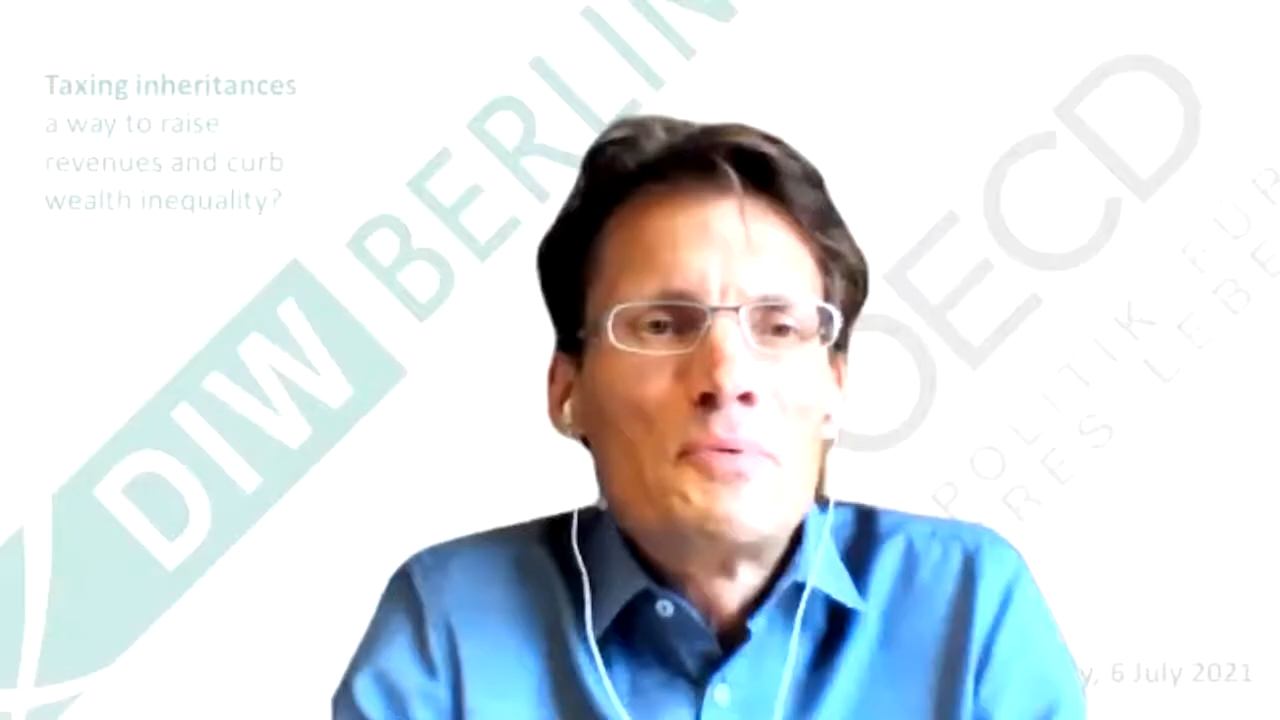 Taxing inheritances
a way to raise
revenues and curb
wealth inequality?
DIW BERLIN
OECD
POLITIK FÜR
LEBE
RES
y, 6 July 2021